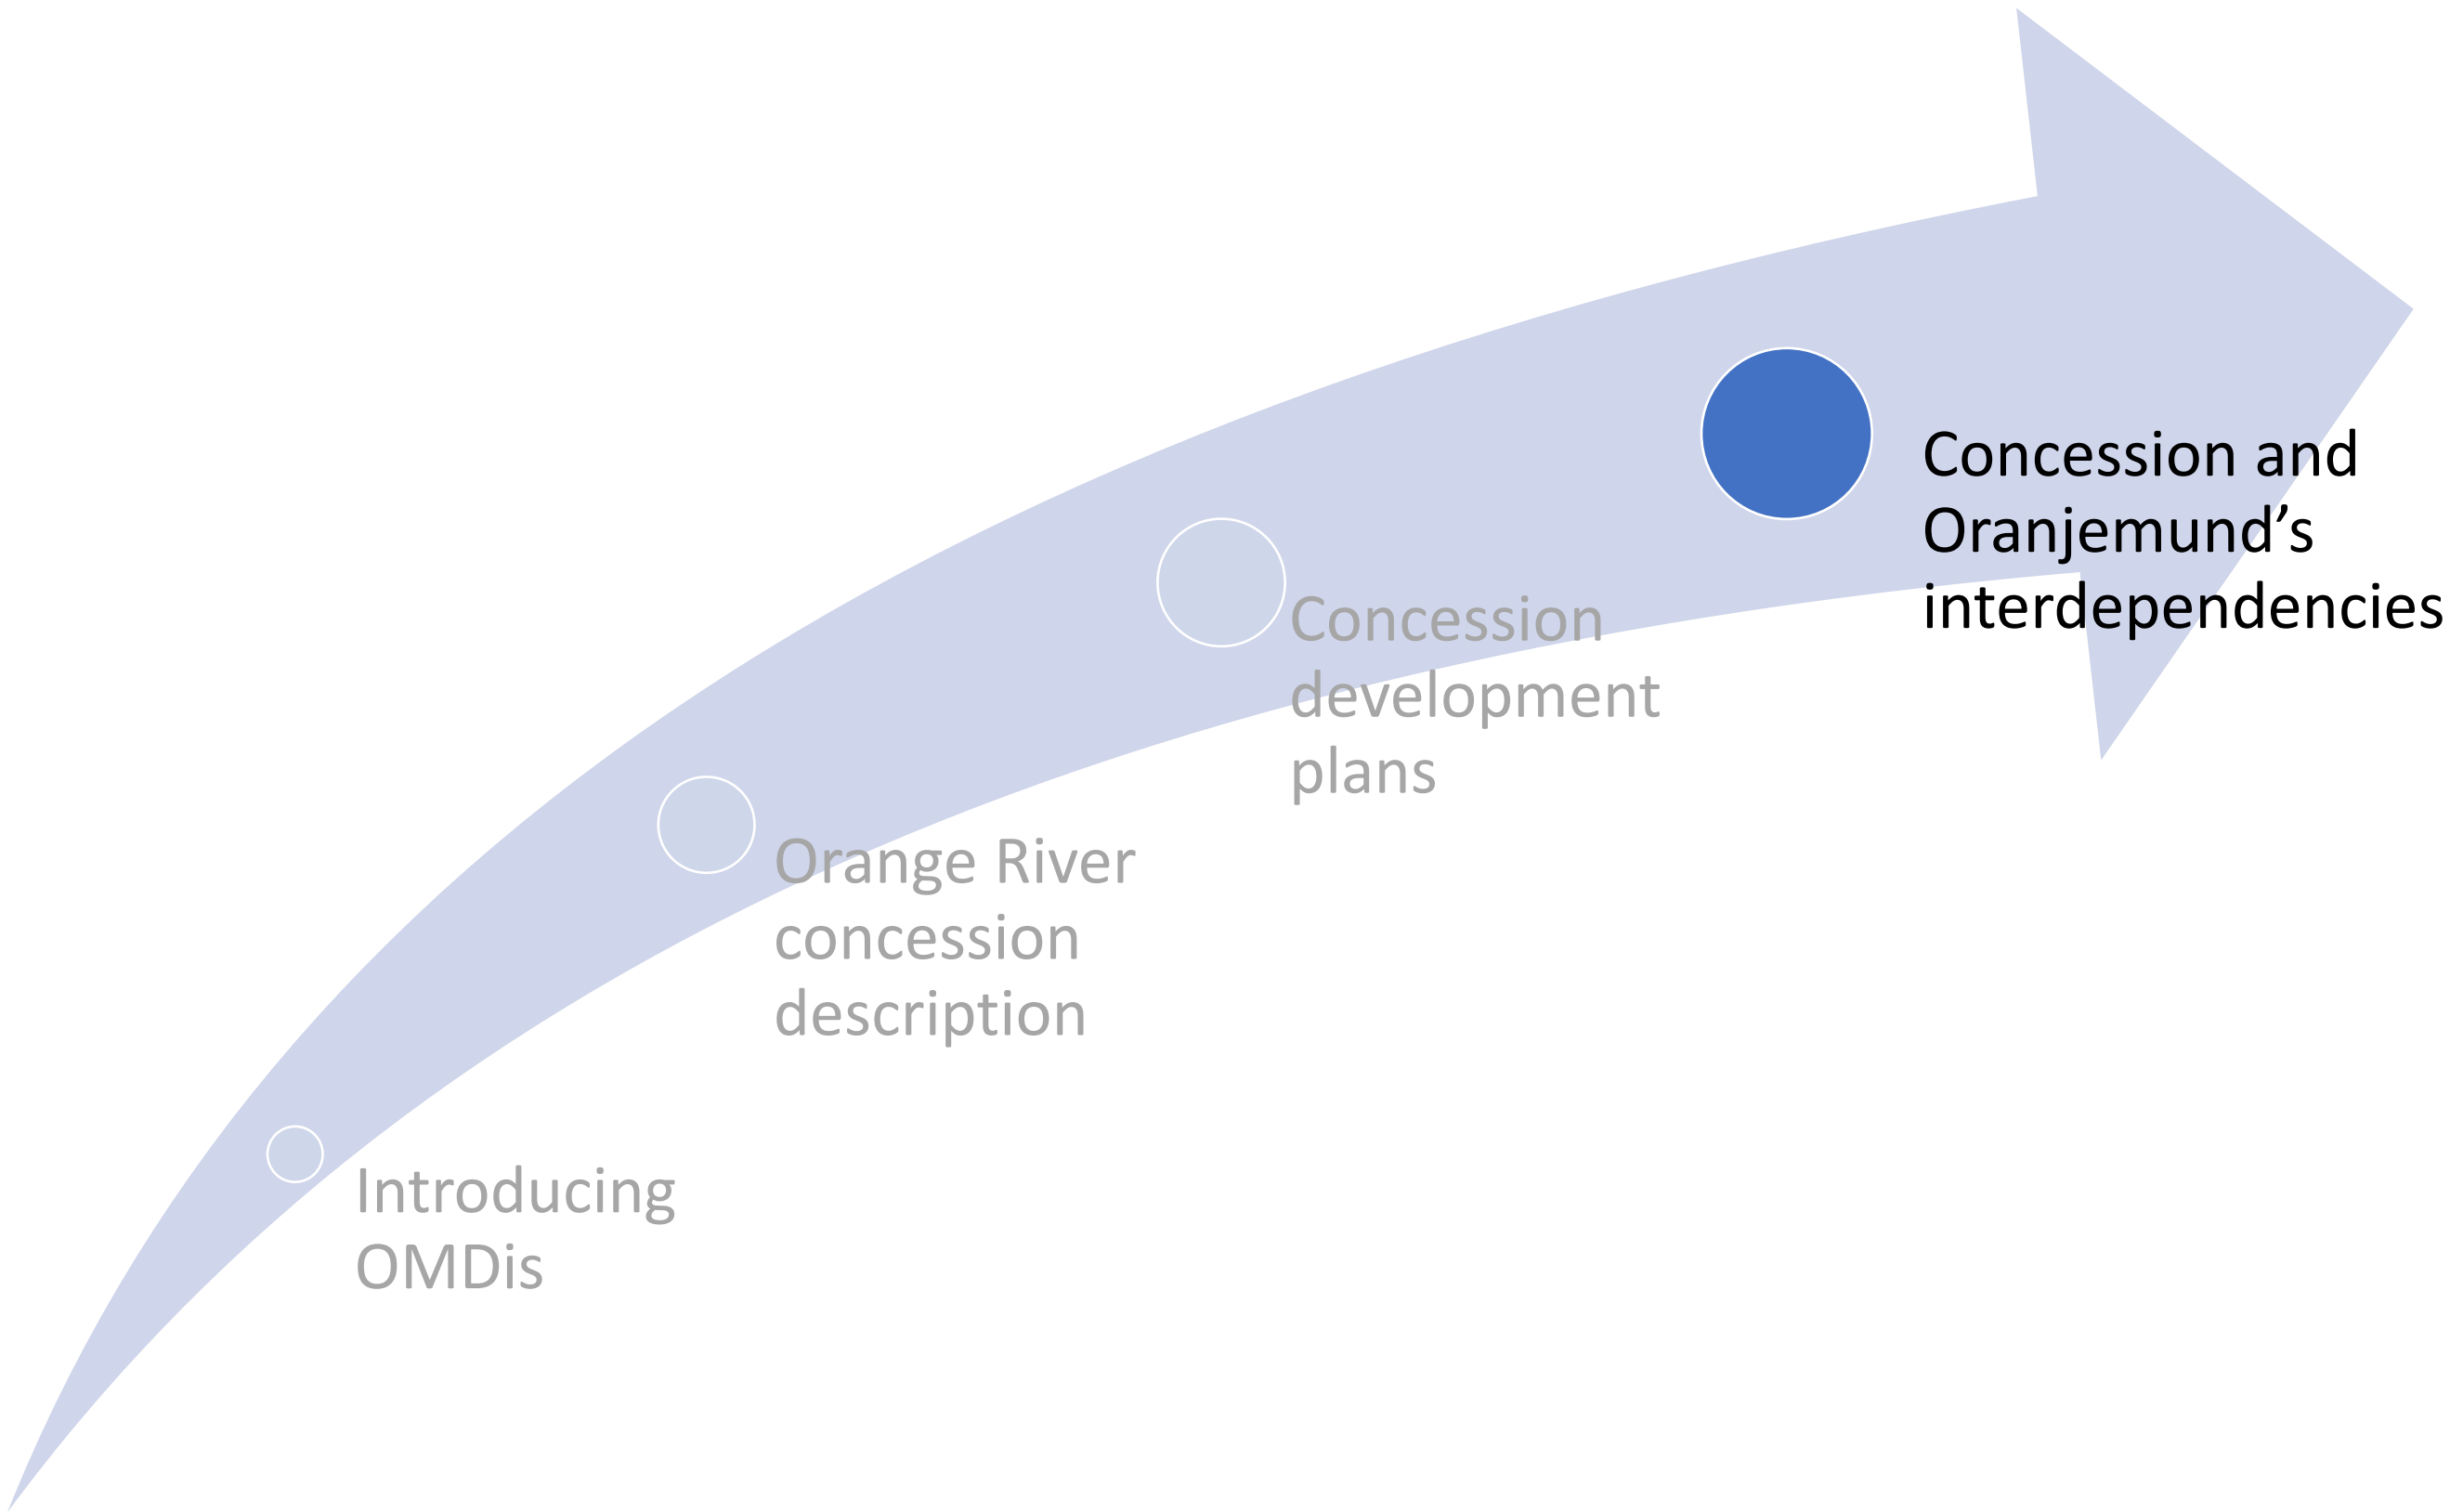 Introducing
OMDis
Orange River
concession
description
Concession
development
plans
Concession and
Oranjemund’s
interdependencies